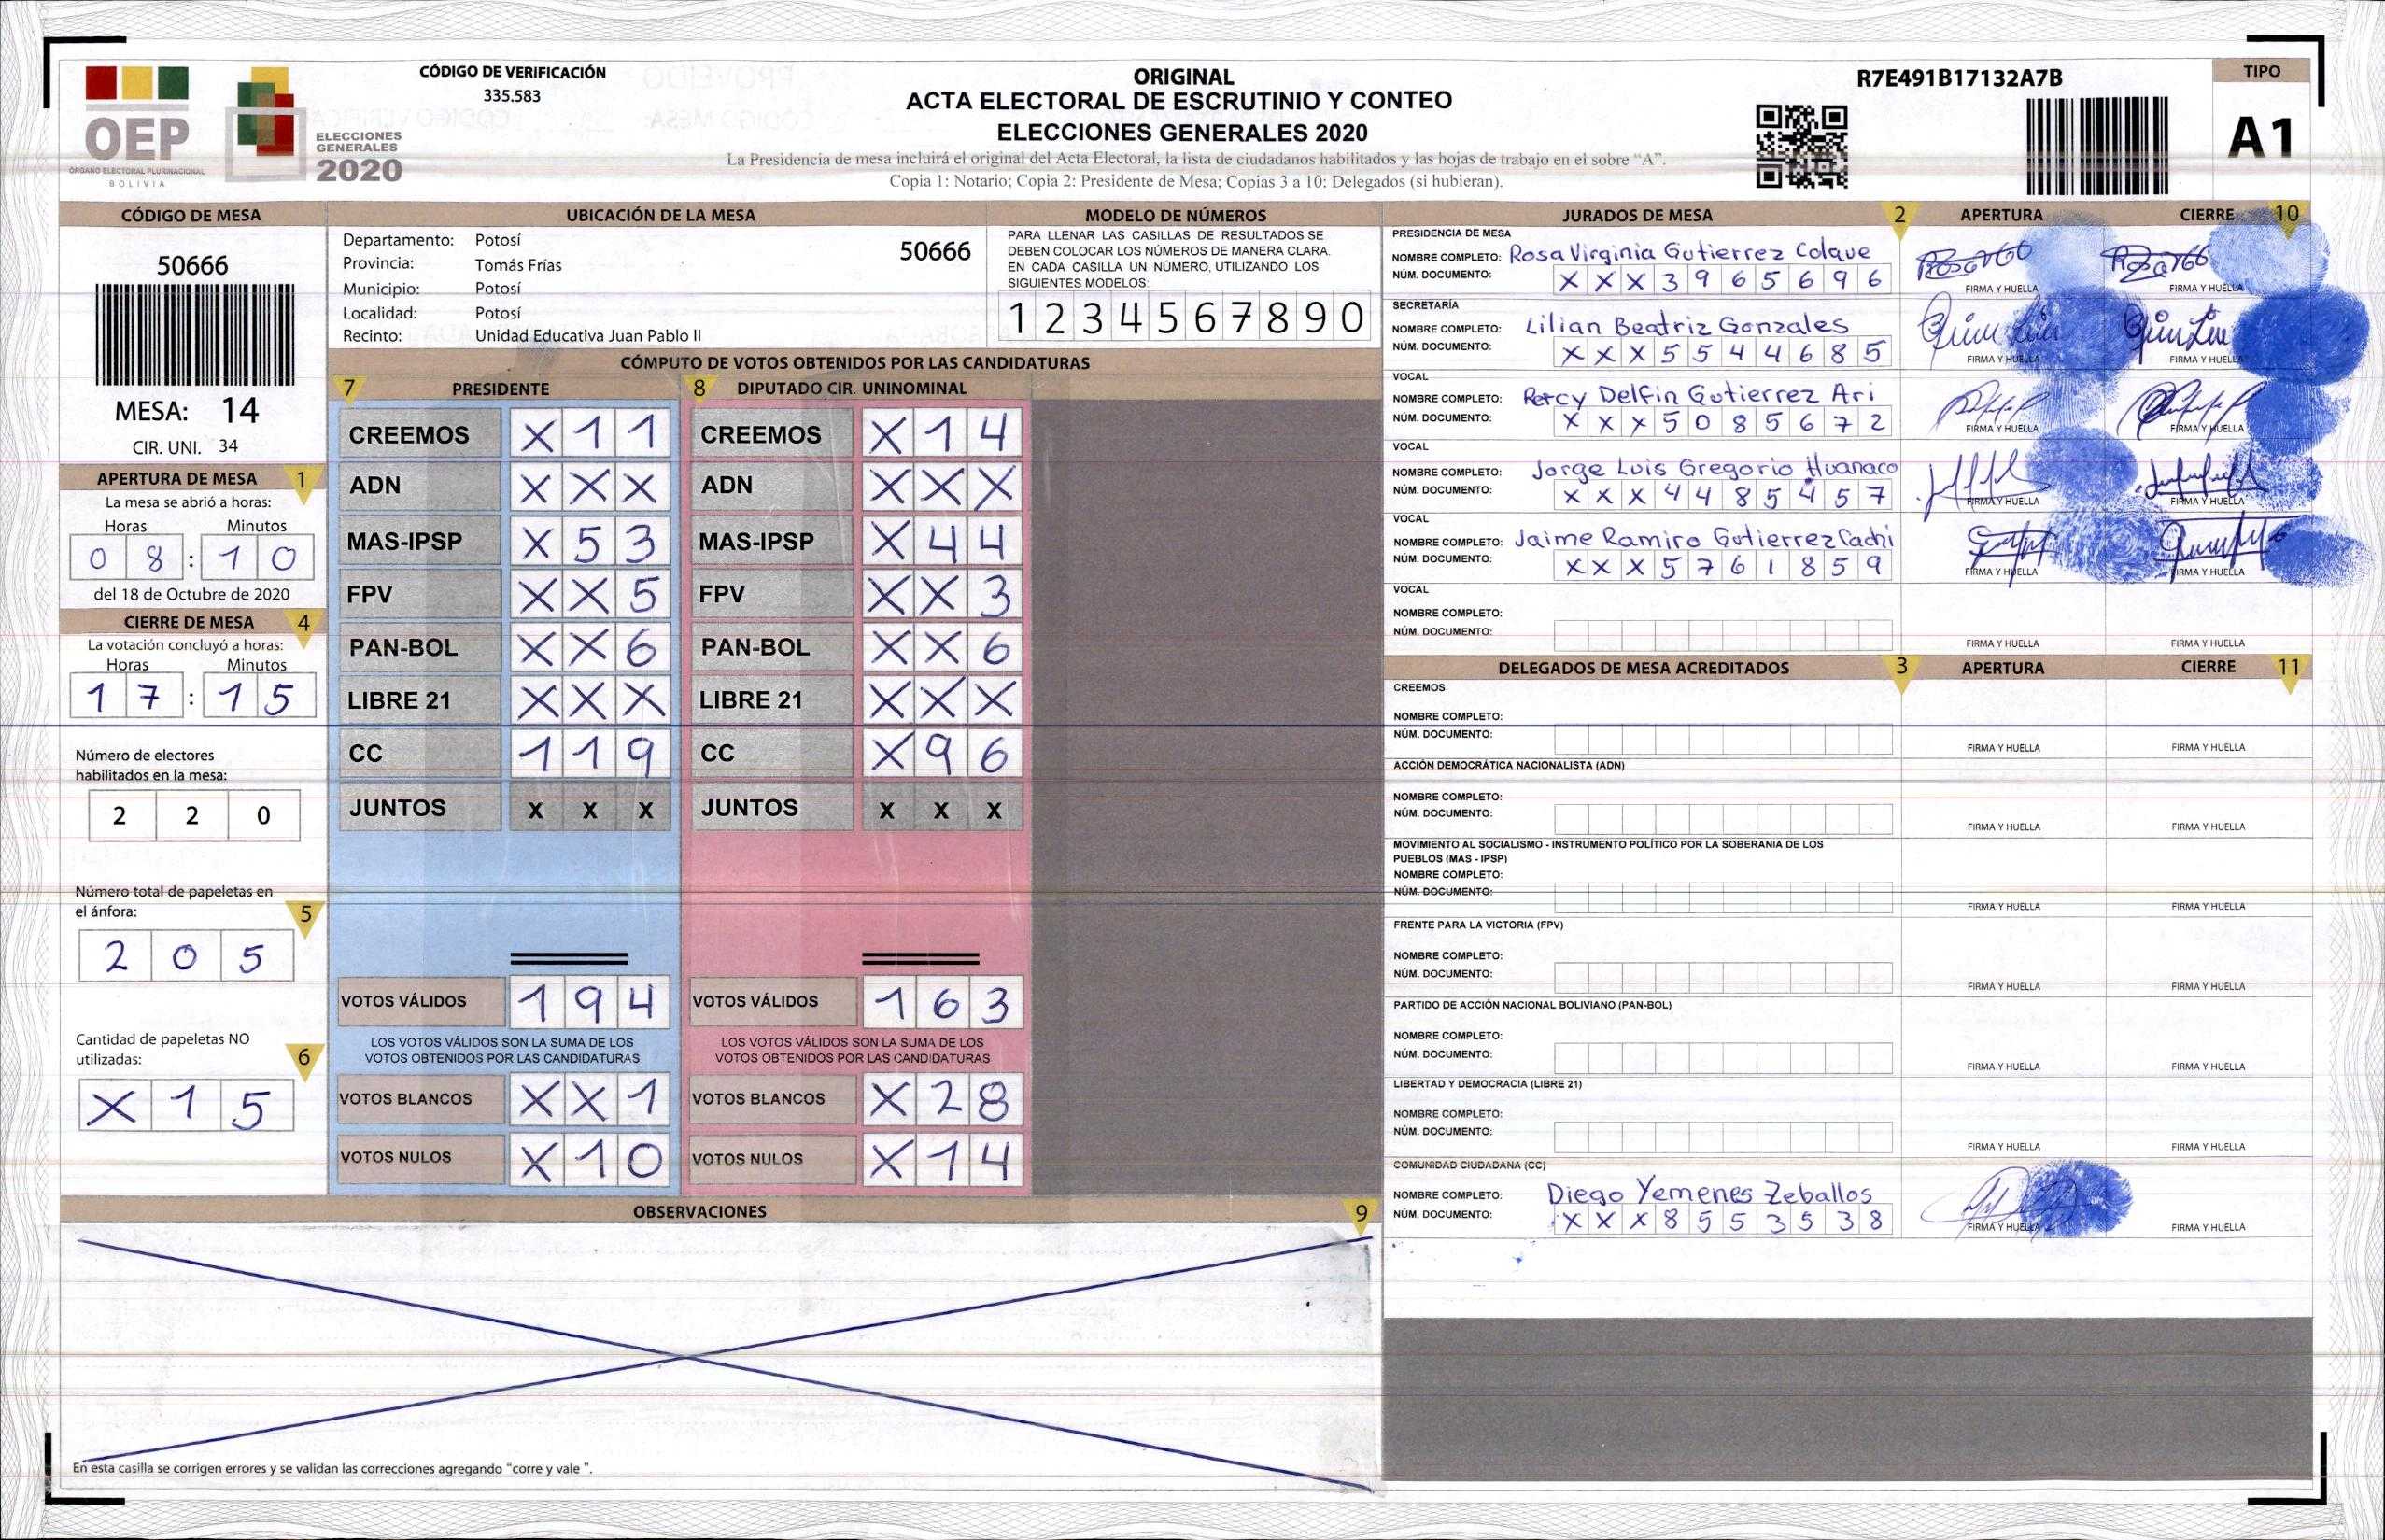 OEP
ÓRGANO ELECTORAL PLURINACIONAL
BOLIVIA
ELECCIONES
GENERALES
2020
CÓDIGO DE VERIFICACIÓN
335.583
ORIGINAL
ACTA ELECTORAL DE ESCRUTINIO Y CONTEO
ELECCIONES GENERALES 2020
La Presidencia de mesa incluirá el original del Acta Electoral, la lista de ciudadanos habilitados y las hojas de trabajo en el sobre “A”.
Copia 1: Notario; Copia 2: Presidente de Mesa; Copias 3 a 10: Delegados (si hubieran).
R7E491B17132A7B
TIPO
A1
CÓDIGO DE MESA
50666
MESA: 14
CIR. UNI. 34
APERTURA DE MESA 1
La mesa se abrió a horas:
Horas Minutos
0 8 : 1 0
del 18 de Octubre de 2020
CIERRE DE MESA 4
La votación concluyó a horas:
Horas Minutos
1 7 : 1 5
Número de electores
habilitados en la mesa:
2 2 0
Número total de papeletas en
el ánfora: 5
2 0 5
Cantidad de papeletas NO
utilizadas: 6
X 1 5
UBICACIÓN DE LA MESA
Departamento: Potosí
Provincia: Tomás Frías
Municipio: Potosí
Localidad: Potosí
Recinto: Unidad Educativa Juan Pablo II
50666
MODELO DE NÚMEROS
PARA LLENAR LAS CASILLAS DE RESULTADOS SE
DEBEN COLOCAR LOS NÚMEROS DE MANERA CLARA.
EN CADA CASILLA UN NÚMERO, UTILIZANDO LOS
SIGUIENTES MODELOS:
1 2 3 4 5 6 7 8 9 0
CÓMPUTO DE VOTOS OBTENIDOS POR LAS CANDIDATURAS
7 PRESIDENTE
CREEMOS X 1 1
ADN X X X
MAS-IPSP X 5 3
FPV X X 5
PAN-BOL X X 6
LIBRE 21 X X X
CC 1 1 9
JUNTOS X X X
VOTOS VÁLIDOS 1 9 4
LOS VOTOS VÁLIDOS SON LA SUMA DE LOS
VOTOS OBTENIDOS POR LAS CANDIDATURAS
VOTOS BLANCOS X X 1
VOTOS NULOS X 1 0
8 DIPUTADO CIR. UNINOMINAL
CREEMOS X 1 4
ADN X X X
MAS-IPSP X 4 4
FPV X X 3
PAN-BOL X X 6
LIBRE 21 X X X
CC X 9 6
JUNTOS X X X
VOTOS VÁLIDOS 1 6 3
LOS VOTOS VÁLIDOS SON LA SUMA DE LOS
VOTOS OBTENIDOS POR LAS CANDIDATURAS
VOTOS BLANCOS X 2 8
VOTOS NULOS X 1 4
OBSERVACIONES 9
En esta casilla se corrigen errores y se validan las correcciones agregando “corre y vale ”.
JURADOS DE MESA 2 APERTURA CIERRE 10
PRESIDENCIA DE MESA
NOMBRE COMPLETO: Rosa Virginia Gutierrez Colque
NÚM. DOCUMENTO: X X X 3 9 6 5 6 9 6
FIRMA Y HUELLA FIRMA Y HUELLA
SECRETARÍA
NOMBRE COMPLETO: Lilian Beatriz Gonzales
NÚM. DOCUMENTO: X X X 5 5 4 4 6 8 5
FIRMA Y HUELLA FIRMA Y HUELLA
VOCAL
NOMBRE COMPLETO: Percy Delfin Gutierrez Ari
NÚM. DOCUMENTO: X X X 5 0 8 5 6 7 2
FIRMA Y HUELLA FIRMA Y HUELLA
VOCAL
NOMBRE COMPLETO: Jorge Luis Gregorio Huanaco
NÚM. DOCUMENTO: X X X 4 4 8 5 4 5 7
FIRMA Y HUELLA FIRMA Y HUELLA
VOCAL
NOMBRE COMPLETO: Jaime Ramiro Gutierrez Cachi
NÚM. DOCUMENTO: X X X 5 7 6 1 8 5 9
FIRMA Y HUELLA FIRMA Y HUELLA
VOCAL
NOMBRE COMPLETO:
NÚM. DOCUMENTO:
FIRMA Y HUELLA FIRMA Y HUELLA
DELEGADOS DE MESA ACREDITADOS 3 APERTURA CIERRE 11
CREEMOS
NOMBRE COMPLETO:
NÚM. DOCUMENTO:
FIRMA Y HUELLA FIRMA Y HUELLA
ACCIÓN DEMOCRÁTICA NACIONALISTA (ADN)
NOMBRE COMPLETO:
NÚM. DOCUMENTO:
FIRMA Y HUELLA FIRMA Y HUELLA
MOVIMIENTO AL SOCIALISMO - INSTRUMENTO POLÍTICO POR LA SOBERANIA DE LOS
PUEBLOS (MAS - IPSP)
NOMBRE COMPLETO:
NÚM. DOCUMENTO:
FIRMA Y HUELLA FIRMA Y HUELLA
FRENTE PARA LA VICTORIA (FPV)
NOMBRE COMPLETO:
NÚM. DOCUMENTO:
FIRMA Y HUELLA FIRMA Y HUELLA
PARTIDO DE ACCIÓN NACIONAL BOLIVIANO (PAN-BOL)
NOMBRE COMPLETO:
NÚM. DOCUMENTO:
FIRMA Y HUELLA FIRMA Y HUELLA
LIBERTAD Y DEMOCRACIA (LIBRE 21)
NOMBRE COMPLETO:
NÚM. DOCUMENTO:
FIRMA Y HUELLA FIRMA Y HUELLA
COMUNIDAD CIUDADANA (CC)
NOMBRE COMPLETO: Diego Yemenes Zeballos
NÚM. DOCUMENTO: X X X 8 5 5 3 5 3 8
FIRMA Y HUELLA FIRMA Y HUELLA